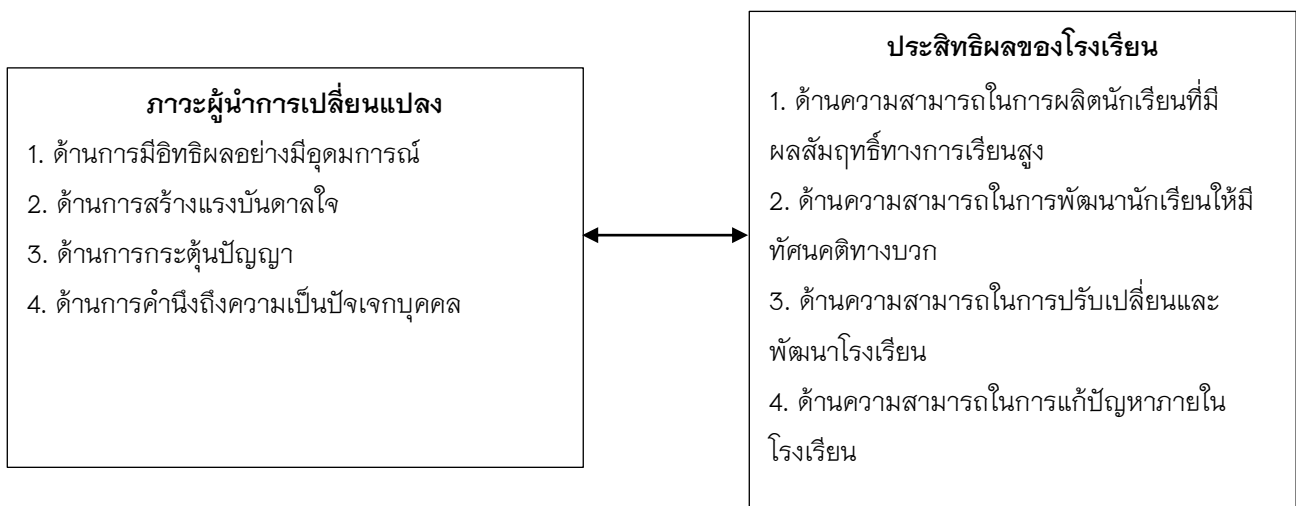 ภาวะผู้นำการเปลี่ยนแปลง
1. ด้านการมีอิทธิผลอย่างมีอุดมการณ์
2. ด้านการสร้างแรงบันดาลใจ
3. ด้านการกระตุ้นปัญญา
4. ด้านการคำนึงถึงความเป็นปัจเจกบุคคล
ประสิทธิผลของโรงเรียน
1. ด้านความสามารถในการผลิตนักเรียนที่มี
ผลสัมฤทธิ์ทางการเรียนสูง
2. ด้านความสามารถในการพัฒนานักเรียนให้มี
ทัศนคติทางบวก
3. ด้านความสามารถในการปรับเปลี่ยนและ
พัฒนาโรงเรียน
4. ด้านความสามารถในการแก้ปัญหาภายใน
โรงเรียน